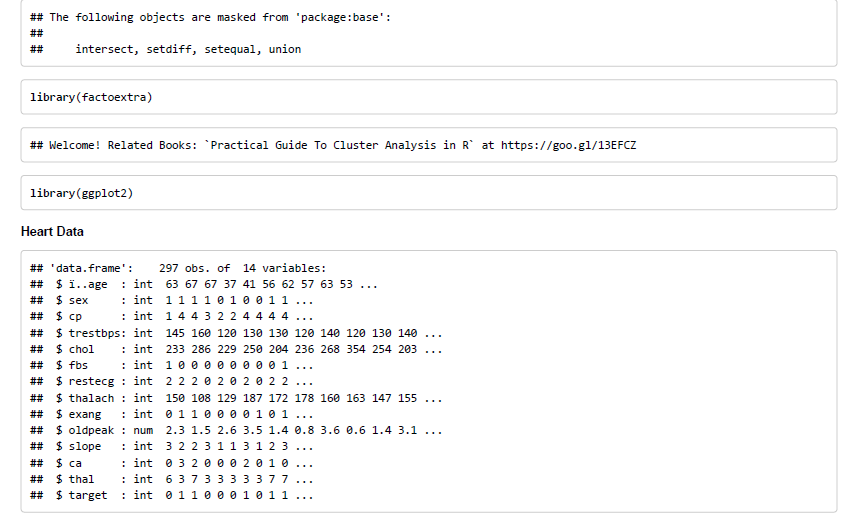 ## The following objects are masked from 'package:base':
##
##     intersect, setdiff, setequal, union
library(factoextra)
## Welcome! Related Books: `Practical Guide To Cluster Analysis in R` at https://goo.gl/13EFCZ
library(ggplot2)
Heart Data
## 'data.frame':    297 obs. of  14 variables:
##  $ ï..age  : int  63 67 67 37 41 56 62 57 63 53 ...
##  $ sex     : int  1 1 1 1 0 1 0 0 1 1 ...
##  $ cp      : int  1 4 4 3 2 2 4 4 4 4 ...
##  $ trestbps: int  145 160 120 130 130 120 140 120 130 140 ...
##  $ chol    : int  233 286 229 250 204 236 268 354 254 203 ...
##  $ fbs     : int  1 0 0 0 0 0 0 0 0 1 ...
##  $ restecg : int  2 2 2 0 2 0 2 0 2 2 ...
##  $ thalach : int  150 108 129 187 172 178 160 163 147 155 ...
##  $ exang   : int  0 1 1 0 0 0 0 1 0 1 ...
##  $ oldpeak : num  2.3 1.5 2.6 3.5 1.4 0.8 3.6 0.6 1.4 3.1 ...
##  $ slope   : int  3 2 2 3 1 1 3 1 2 3 ...
##  $ ca      : int  0 3 2 0 0 0 2 0 1 0 ...
##  $ thal    : int  6 3 7 3 3 3 3 3 7 7 ...
##  $ target  : int  0 1 1 0 0 0 1 0 1 1 ...